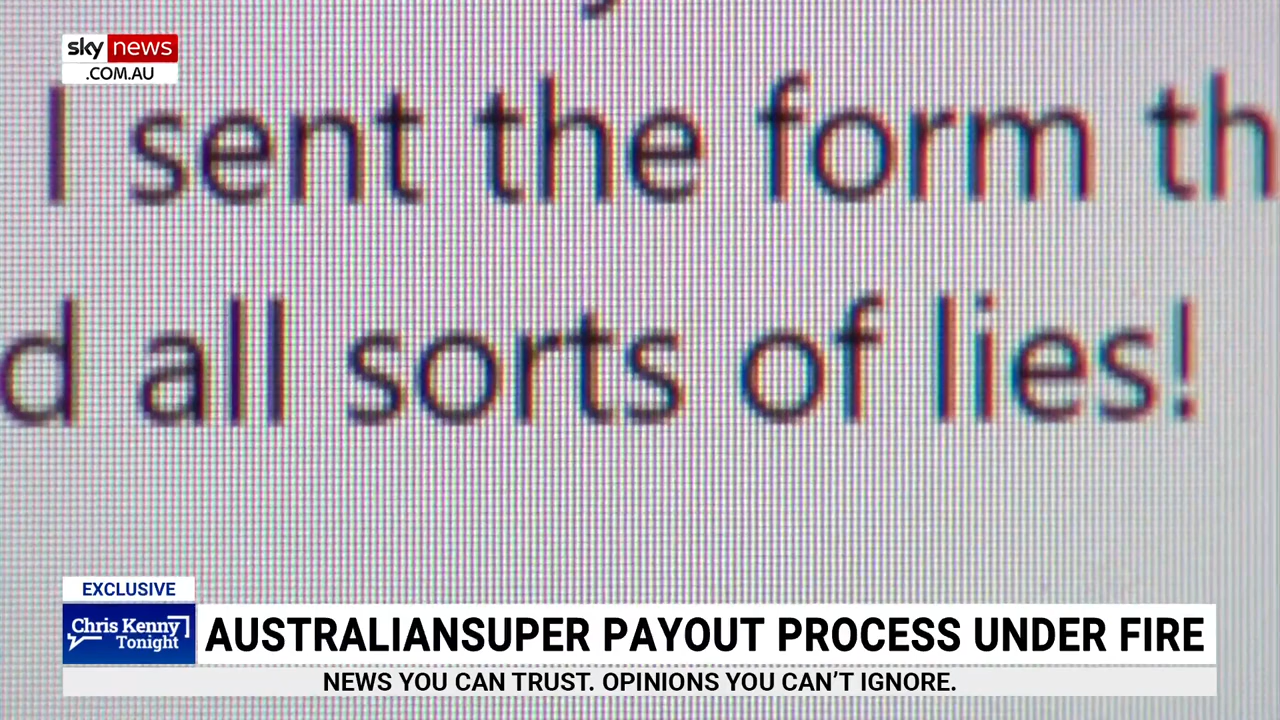 sky news
.COM.AU
I sent the form th
d all sorts of lies!
EXCLUSIVE
Chris Kenny
Tonight
AUSTRALIANSUPER PAYOUT PROCESS UNDER FIRE
NEWS YOU CAN TRUST. OPINIONS YOU CAN'T IGNORE.